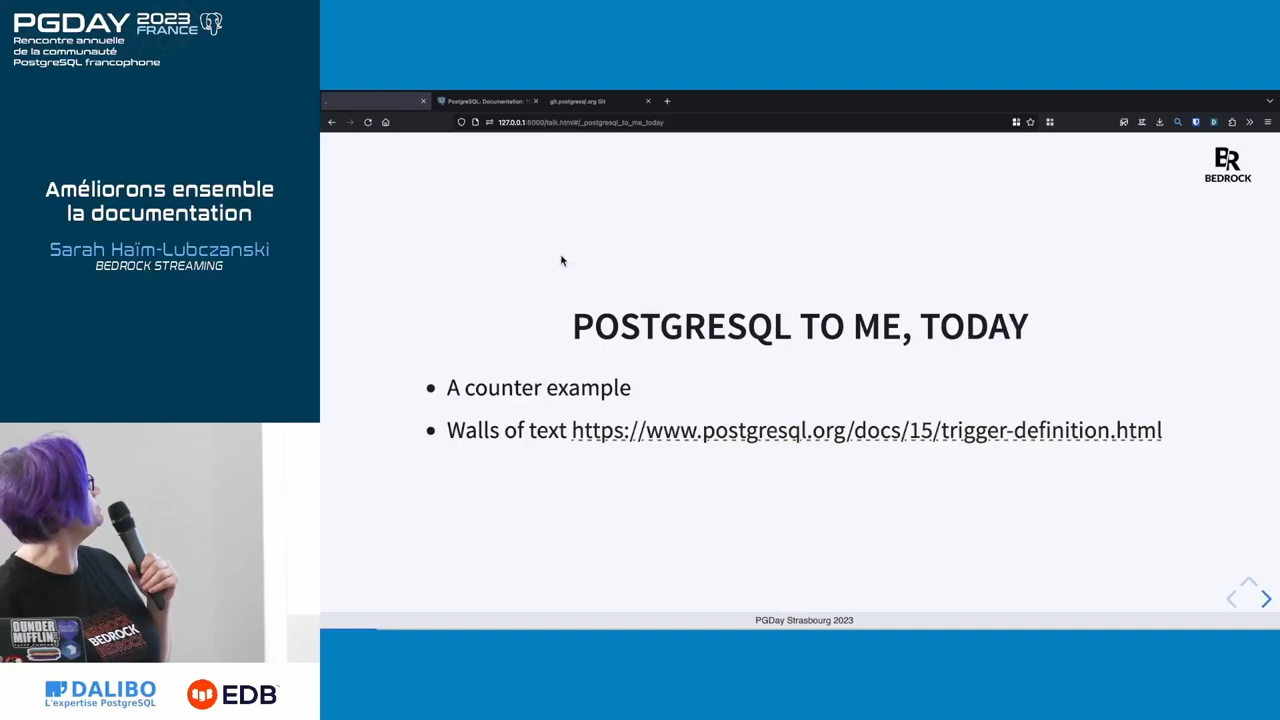 PGDAY 2023 FRANCE
Rencontre annuelle
de la communauté
PostgreSQL francophone
Améliorons ensemble
la documentation
Sarah Haïm-Lubczanski
BEDROCK STREAMING
PostgreSQL: Documentation:
git.postgresql.org Git
127.0.0.1:5000/talk.html#/_postgresql_to_me_today
BR
BEDROCK
POSTGRESQL TO ME, TODAY
A counter example
Walls of text https://www.postgresql.org/docs/15/trigger-definition.html
PGDay Strasbourg 2023
DUNDER
MIFFLIN
BEDROCK
DALIBO
L'expertise PostgreSQL
EDB